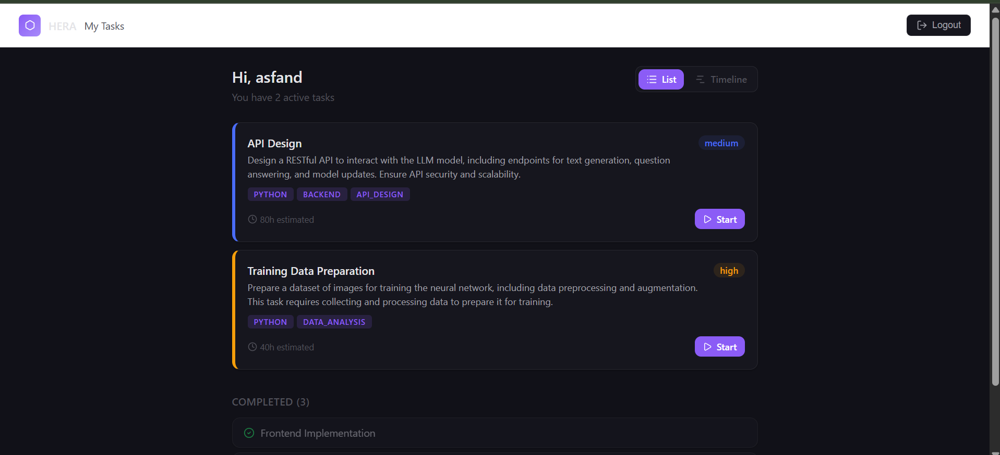 HERA My Tasks
Logout
Hi, asfand
You have 2 active tasks
List
Timeline
API Design
medium
Design a RESTful API to interact with the LLM model, including endpoints for text generation, question
answering, and model updates. Ensure API security and scalability.
PYTHON BACKEND API_DESIGN
80h estimated
Start
Training Data Preparation
high
Prepare a dataset of images for training the neural network, including data preprocessing and augmentation.
This task requires collecting and processing data to prepare it for training.
PYTHON DATA_ANALYSIS
40h estimated
Start
COMPLETED (3)
Frontend Implementation